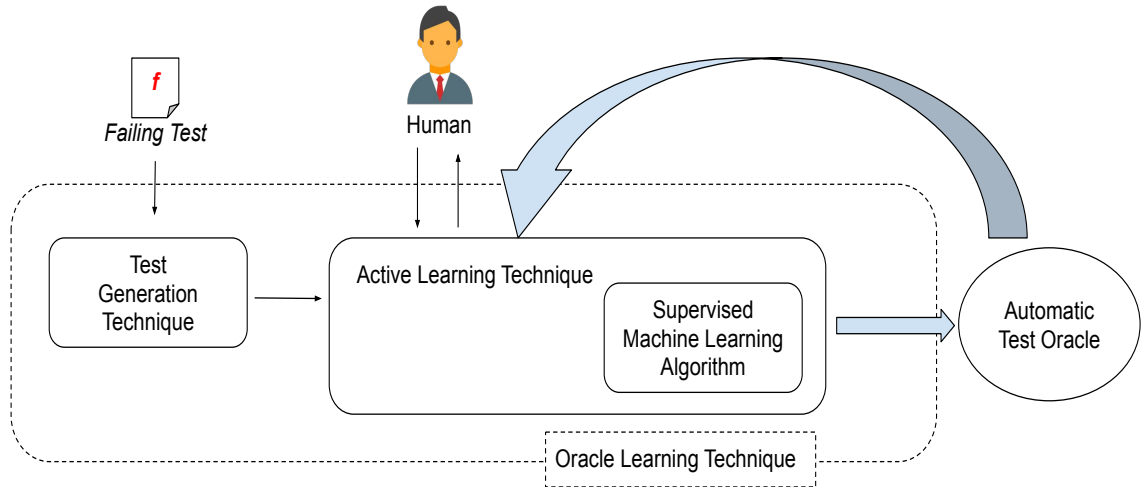 f
Failing Test
Human
Test
Generation
Technique
Active Learning Technique
Supervised
Machine Learning
Algorithm
Automatic
Test Oracle
Oracle Learning Technique